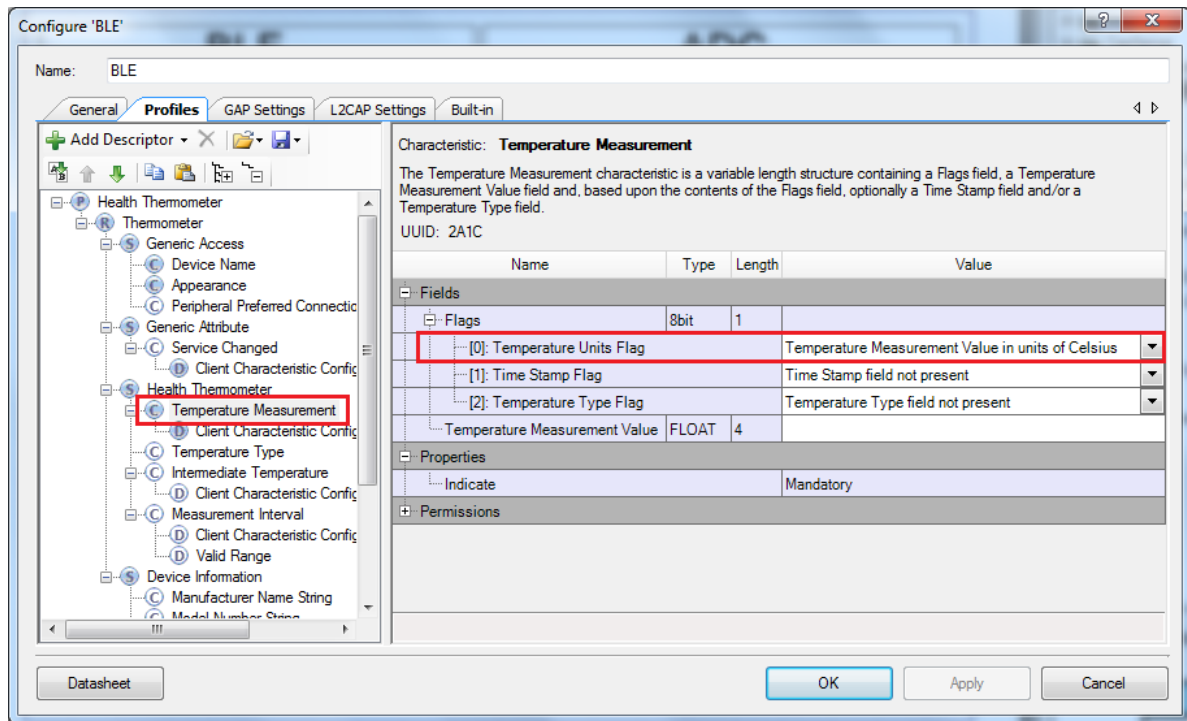 Configure 'BLE'
Name: BLE
General Profiles GAP Settings L2CAP Settings Built-in
Add Descriptor
Health Thermometer
Thermometer
Generic Access
Device Name
Appearance
Peripheral Preferred Connectic
Generic Attribute
Service Changed
Client Characteristic Config
Health Thermometer
Temperature Measurement
Client Characteristic Config
Temperature Type
Intermediate Temperature
Client Characteristic Config
Measurement Interval
Client Characteristic Config
Valid Range
Device Information
Manufacturer Name String
Model Number String
Characteristic: Temperature Measurement
The Temperature Measurement characteristic is a variable length structure containing a Flags field, a Temperature
Measurement Value field and, based upon the contents of the Flags field, optionally a Time Stamp field and/or a
Temperature Type field.
UUID: 2A1C
Name Type Length Value
Fields
Flags 8bit 1
[0]: Temperature Units Flag Temperature Measurement Value in units of Celsius
[1]: Time Stamp Flag Time Stamp field not present
[2]: Temperature Type Flag Temperature Type field not present
Temperature Measurement Value FLOAT 4
Properties
Indicate Mandatory
Permissions
Datasheet OK Apply Cancel